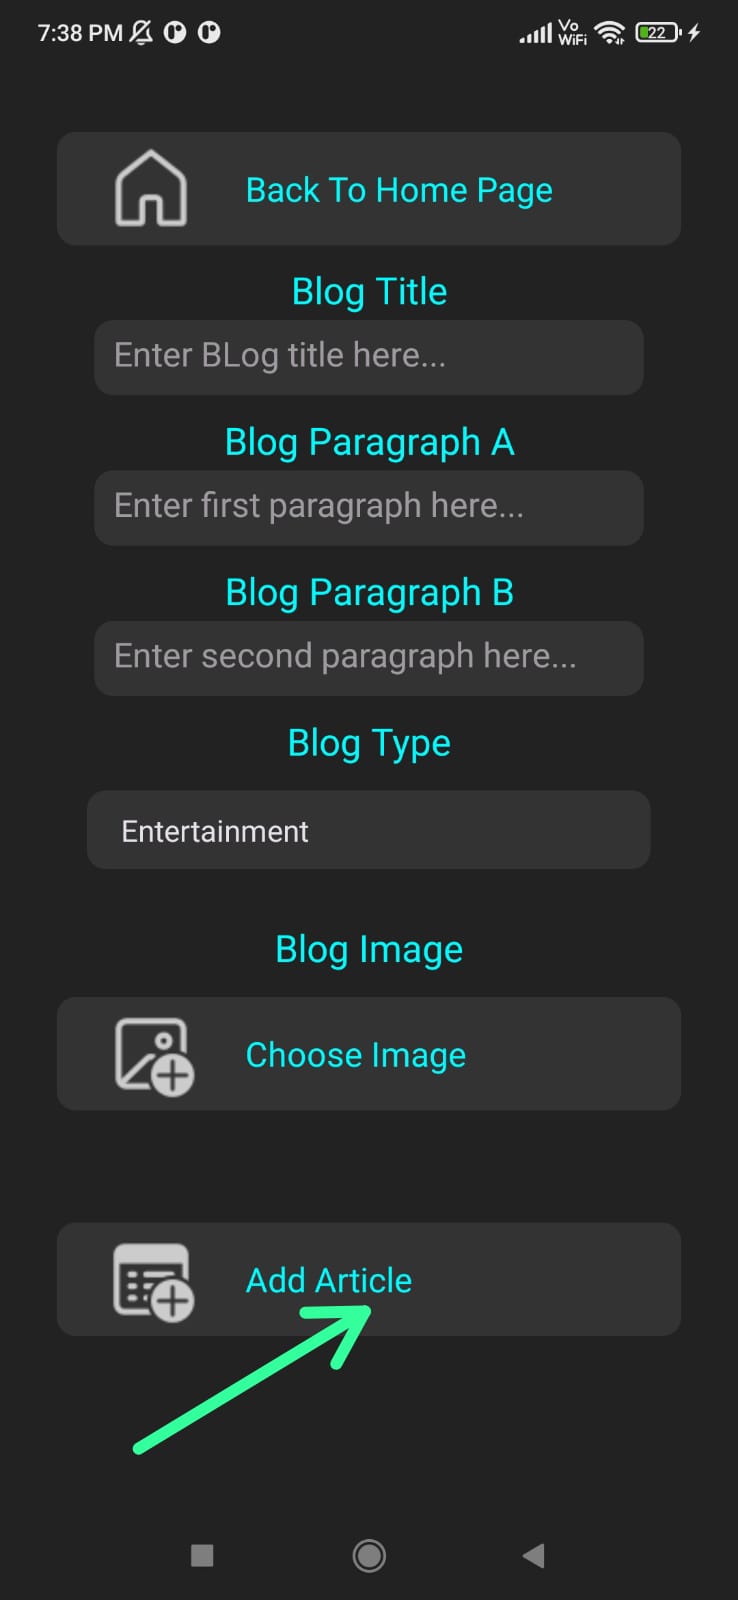 7:38 PM
Vo
WiFi
22
Back To Home Page
Blog Title
Enter BLog title here...
Blog Paragraph A
Enter first paragraph here...
Blog Paragraph B
Enter second paragraph here...
Blog Type
Entertainment
Blog Image
Choose Image
Add Article